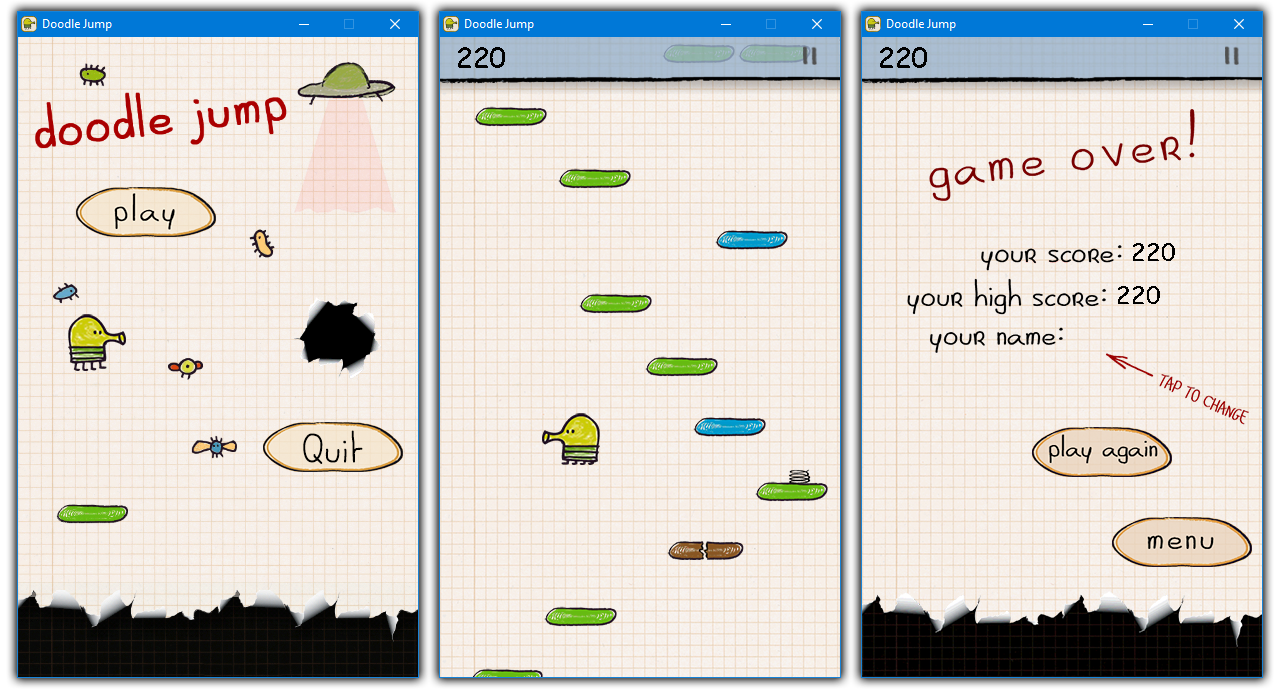 Doodle Jump
doodle jump
play
Quit
Doodle Jump
220
Doodle Jump
220
game over!
your score: 220
your high score: 220
your name:
TAP TO CHANGE
play again
menu